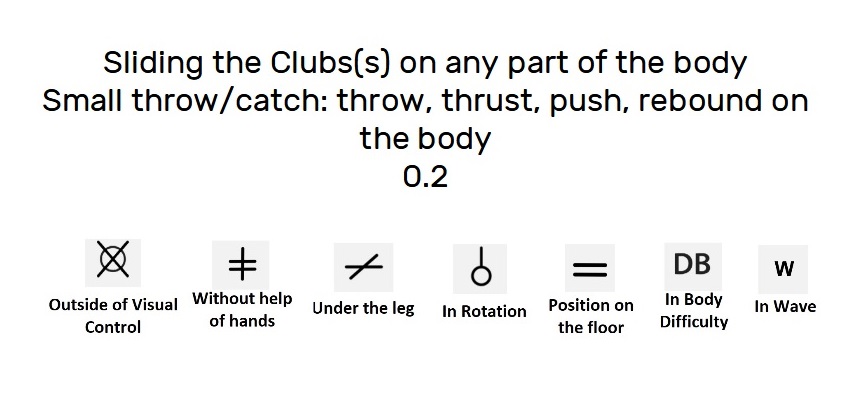 Sliding the Clubs(s) on any part of the body
Small throw/catch: throw, thrust, push, rebound on
the body
0.2
DB
W
Outside of Visual
Control
Without help
of hands
Under the leg
In Rotation
Position on
the floor
In Body
Difficulty
In Wave